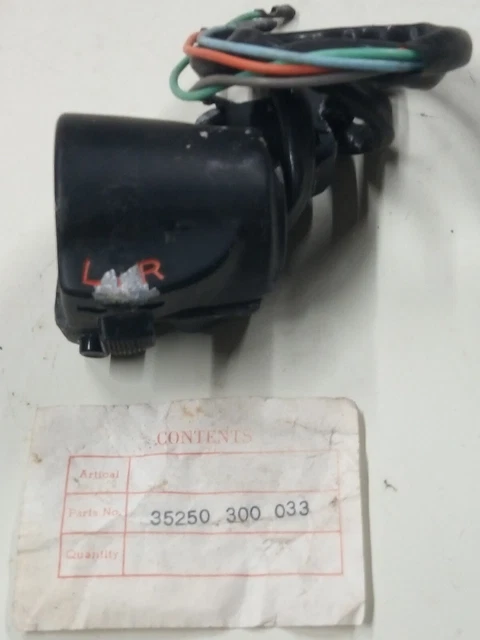 L R
CONTENTS
Artical
Parts No. 35250 300 033
Quantity